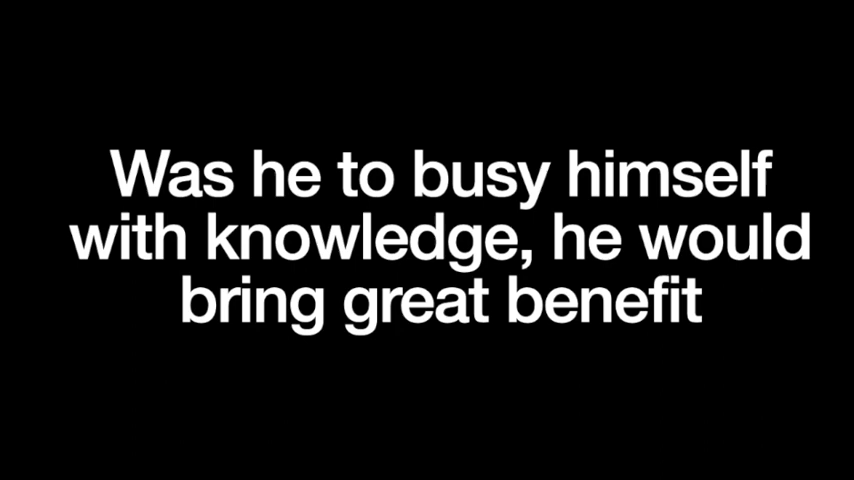 Was he to busy himself
with knowledge, he would
bring great benefit